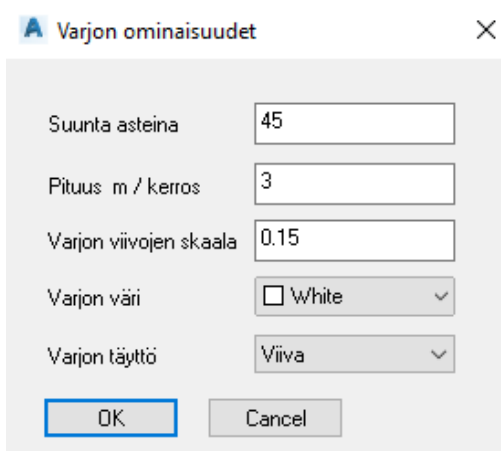 Varjon ominaisuudet
Suunta asteina 45
Pituus m / kerros 3
Varjon viivojen skaala 0.15
Varjon väri White
Varjon täyttö Viiva
OK Cancel